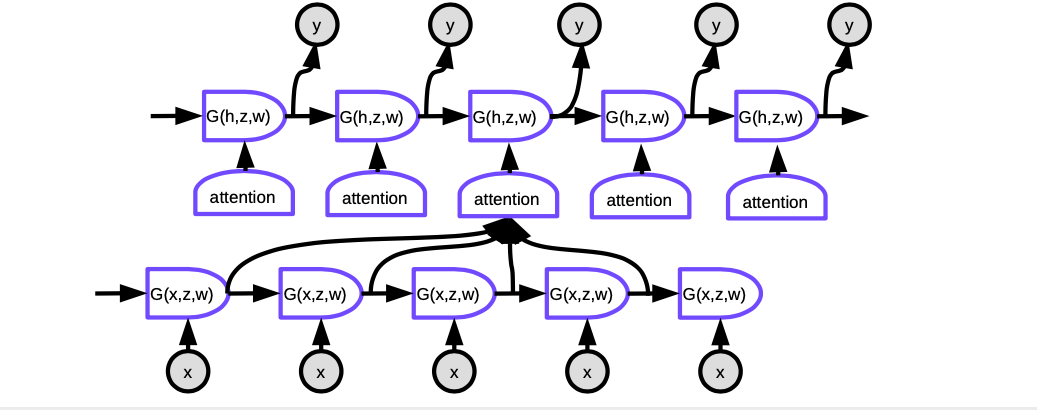 y y y y y
G(h,z,w) G(h,z,w) G(h,z,w) G(h,z,w) G(h,z,w)
attention attention attention attention attention
G(x,z,w) G(x,z,w) G(x,z,w) G(x,z,w) G(x,z,w)
x x x x x